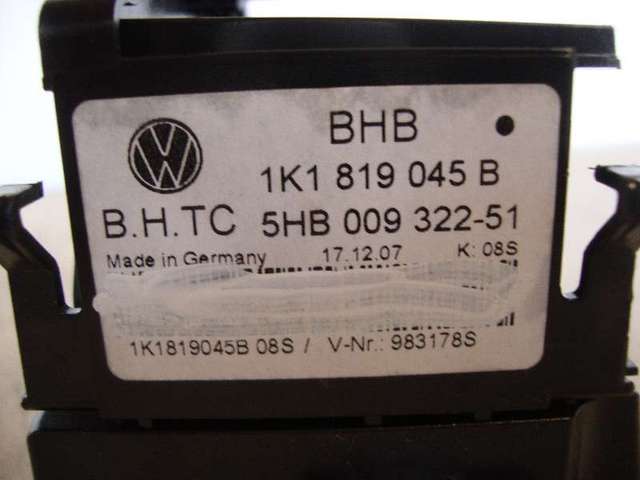 BHB
1K1 819 045 B
B.H.TC 5HB 009 322-51
Made in Germany 17.12.07 K: 08S
1K1819045B 08S / V-Nr.: 983178S